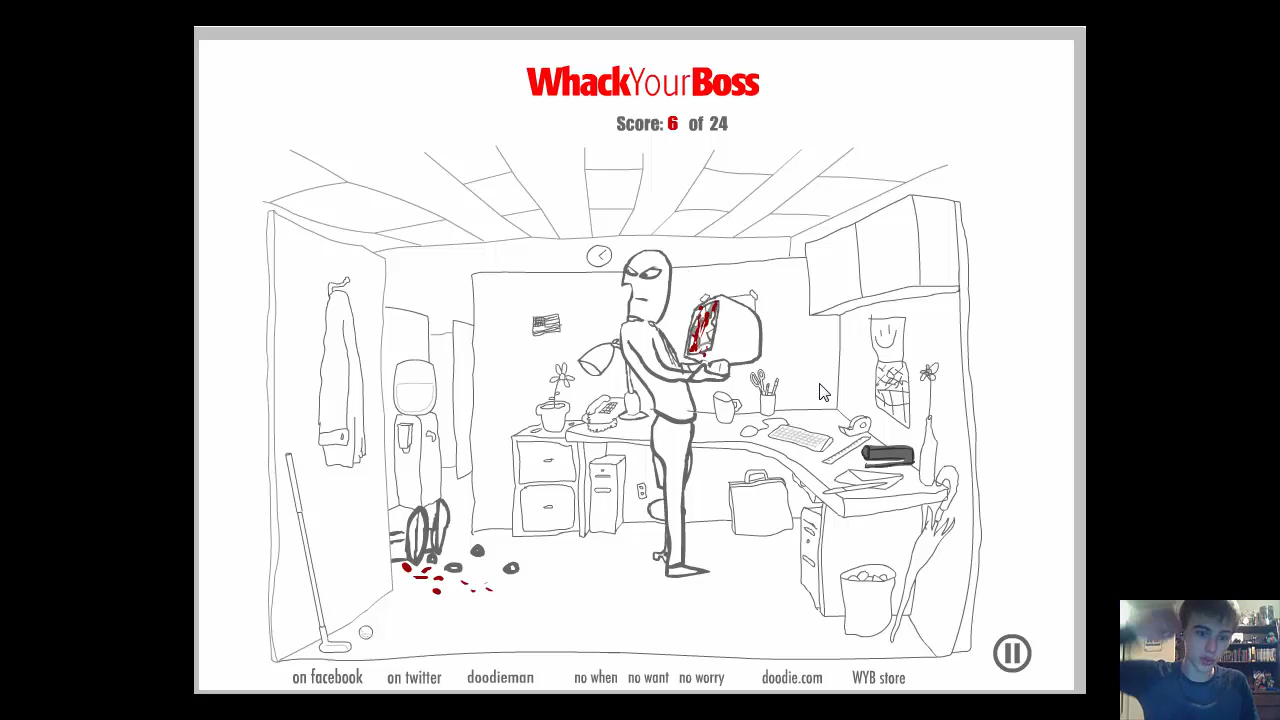 WhackYourBoss
Score: 6 of 24
on facebook on twitter doodieman no when no want no worry doodie.com WYB store